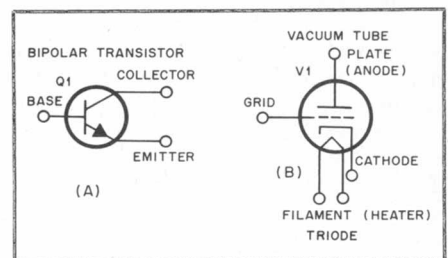 BIPOLAR TRANSISTOR
Q1
COLLECTOR
BASE
EMITTER
(A)
VACUUM TUBE
PLATE
(ANODE)
V1
GRID
CATHODE
(B)
FILAMENT (HEATER)
TRIODE